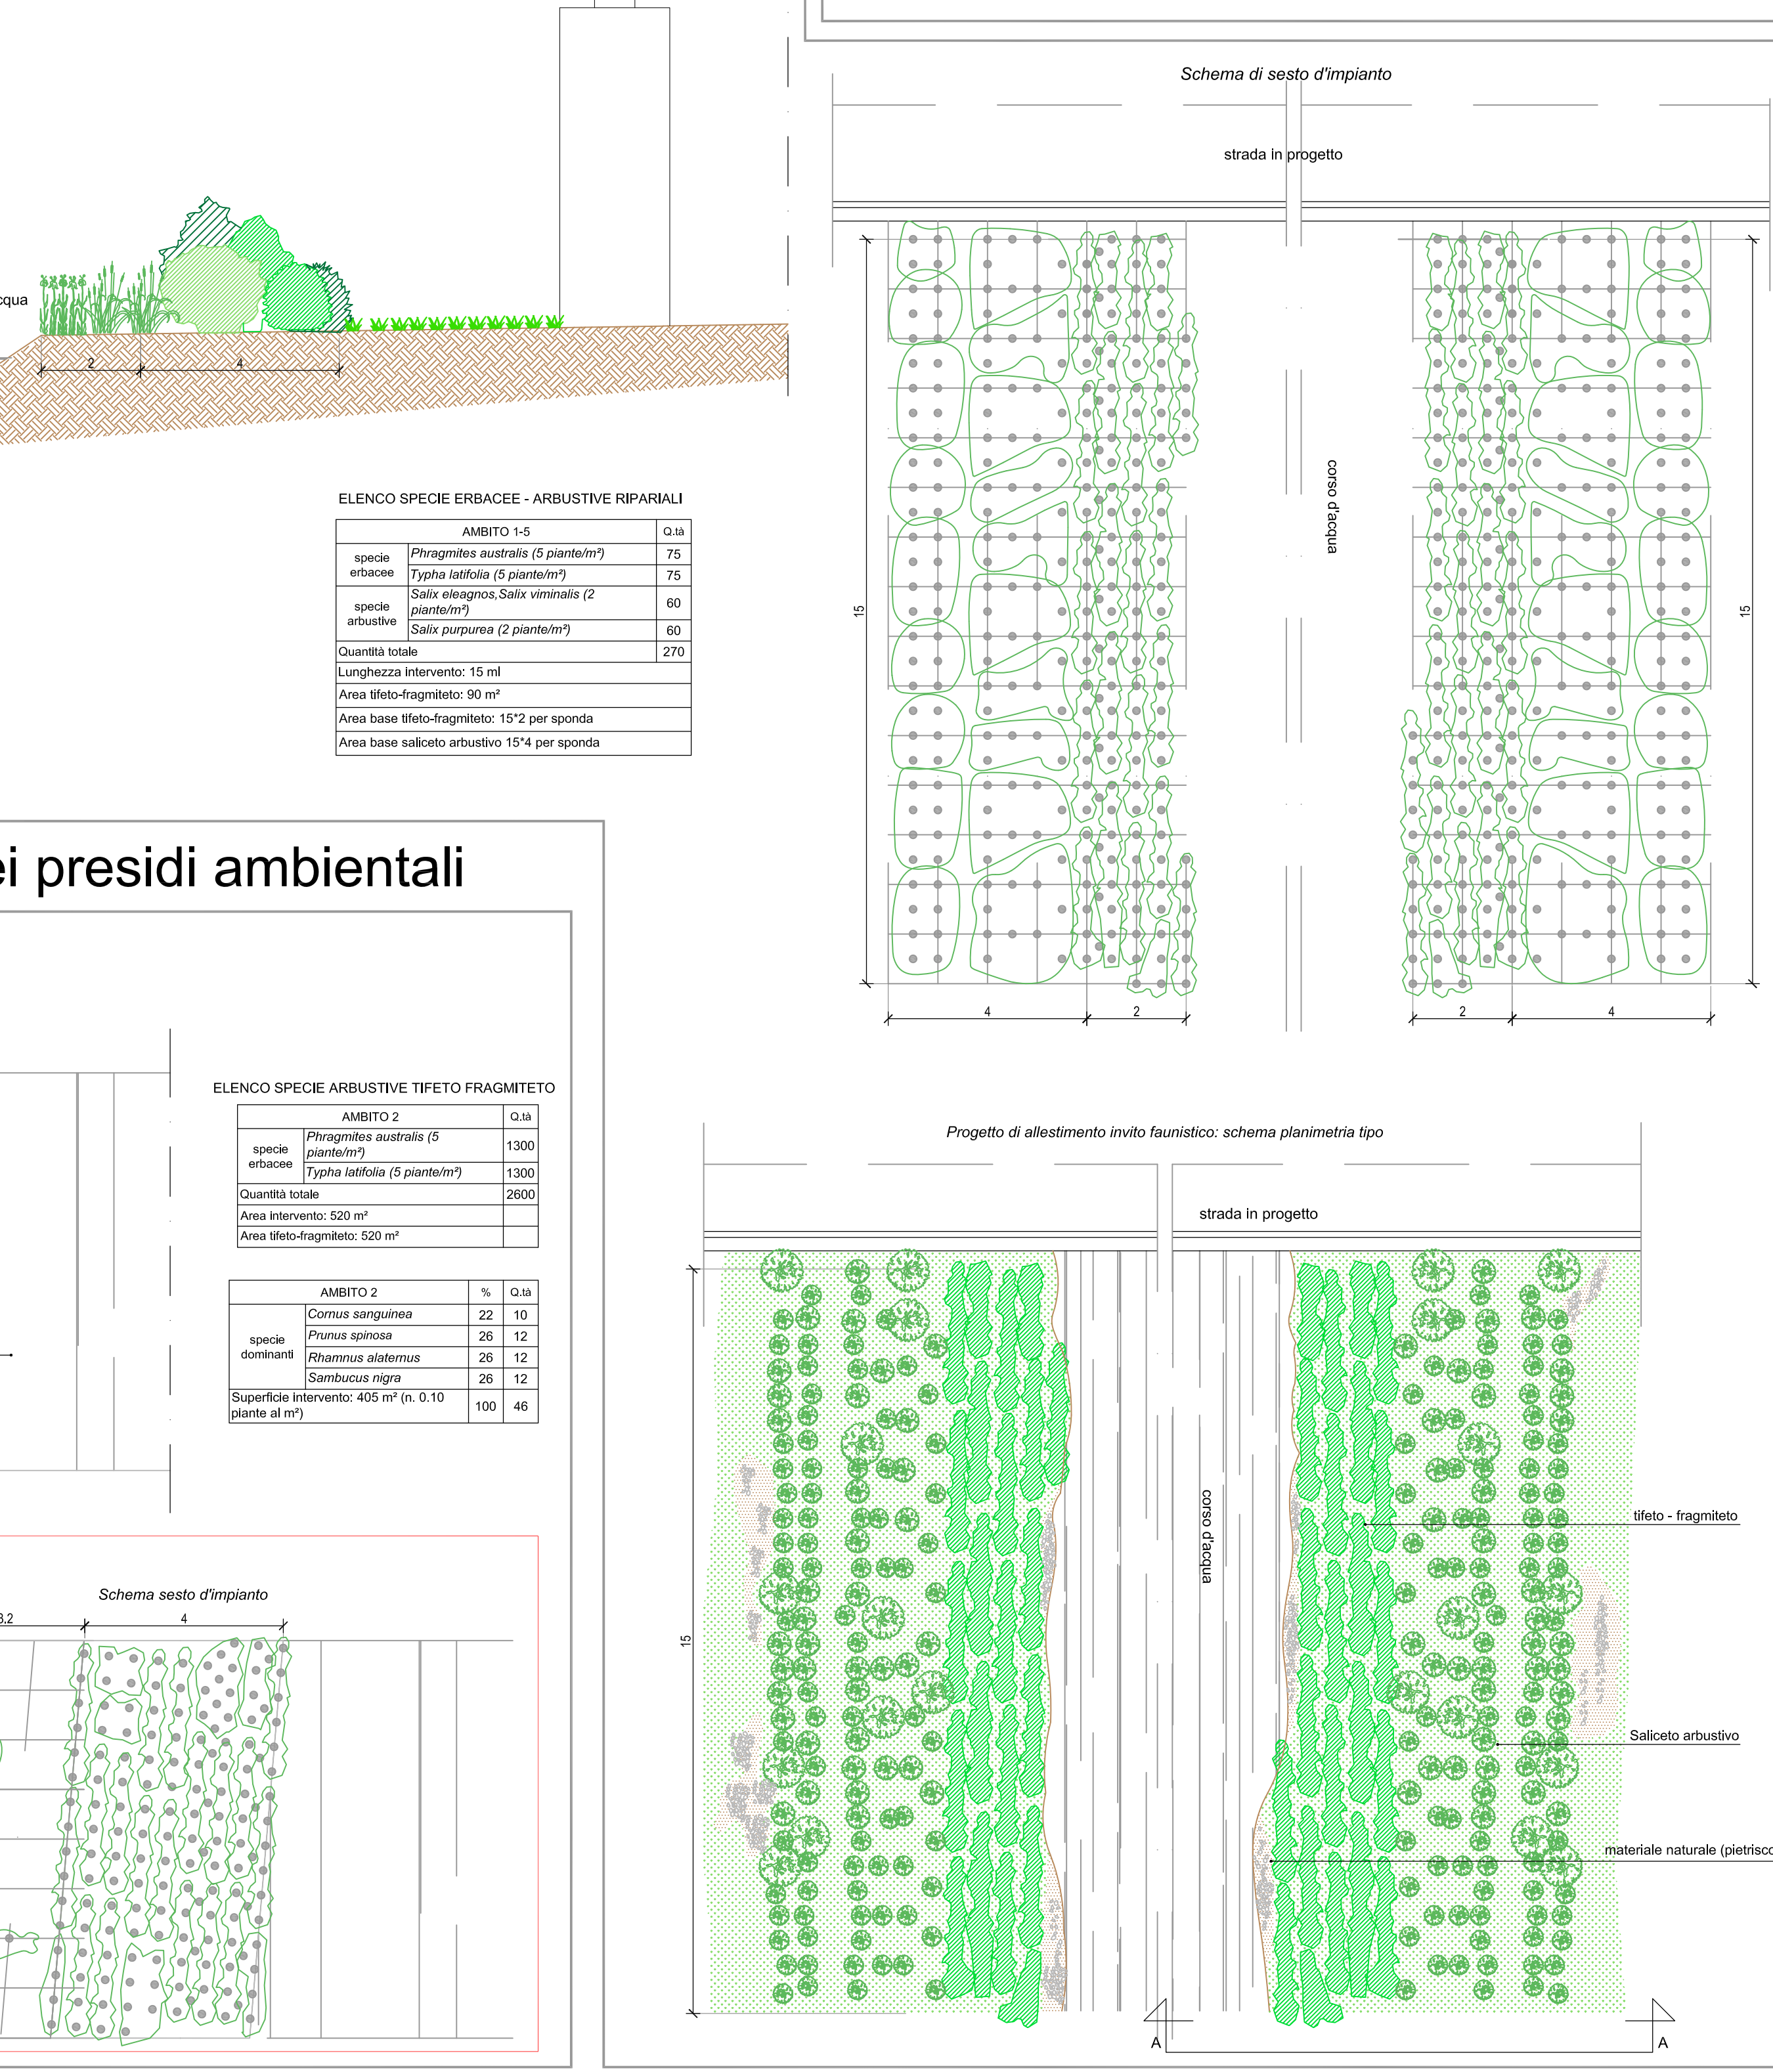 cqua
2
4
ELENCO SPECIE ERBACEE - ARBUSTIVE RIPARIALI
AMBITO 1-5 Q.tà
specie erbacee
Phragmites australis (5 piante/m²) 75
Typha latifolia (5 piante/m²) 75
specie arbustive
Salix eleagnos,Salix viminalis (2
piante/m²) 60
Salix purpurea (2 piante/m²) 60
Quantità totale 270
Lunghezza intervento: 15 ml
Area tifeto-fragmiteto: 90 m²
Area base tifeto-fragmiteto: 15*2 per sponda
Area base saliceto arbustivo 15*4 per sponda
Schema di sesto d'impianto
strada in progetto
corso d'acqua
15
15
4
2
2
4
ei presidi ambientali
ELENCO SPECIE ARBUSTIVE TIFETO FRAGMITETO
AMBITO 2 Q.tà
specie erbacee
Phragmites australis (5
piante/m²) 1300
Typha latifolia (5 piante/m²) 1300
Quantità totale 2600
Area intervento: 520 m²
Area tifeto-fragmiteto: 520 m²
AMBITO 2 % Q.tà
specie dominanti
Cornus sanguinea 22 10
Prunus spinosa 26 12
Rhamnus alaternus 26 12
Sambucus nigra 26 12
Superficie intervento: 405 m² (n. 0.10
piante al m²) 100 46
Schema sesto d'impianto
3.2
4
Progetto di allestimento invito faunistico: schema planimetria tipo
strada in progetto
corso d'acqua
15
tifeto - fragmiteto
Saliceto arbustivo
materiale naturale (pietrisco
A
A